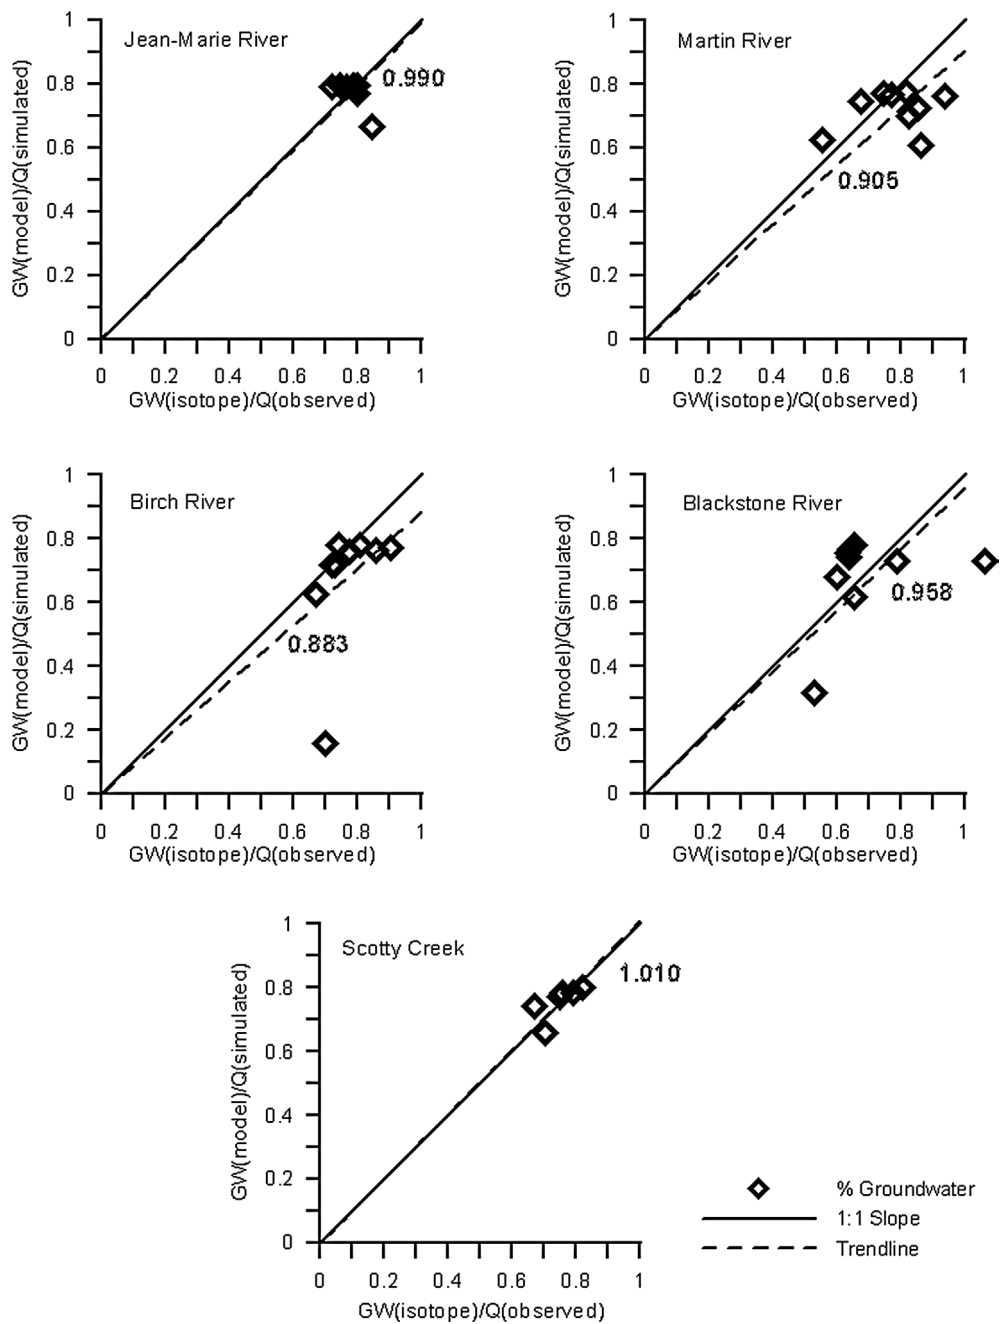 Jean-Marie River
GW(model)/Q(simulated)
1
0.8
0.6
0.4
0.2
0
0.990
0 0.2 0.4 0.6 0.8 1
GW(isotope)/Q(observed)
Martin River
GW(model)/Q(simulated)
1
0.8
0.6
0.4
0.2
0
0.905
0 0.2 0.4 0.6 0.8 1
GW(isotope)/Q(observed)
Birch River
GW(model)/Q(simulated)
1
0.8
0.6
0.4
0.2
0
0.883
0 0.2 0.4 0.6 0.8 1
GW(isotope)/Q(observed)
Blackstone River
GW(model)/Q(simulated)
1
0.8
0.6
0.4
0.2
0
0.958
0 0.2 0.4 0.6 0.8 1
GW(isotope)/Q(observed)
Scotty Creek
GW(model)/Q(simulated)
1
0.8
0.6
0.4
0.2
0
1.010
0 0.2 0.4 0.6 0.8 1
GW(isotope)/Q(observed)
% Groundwater
1:1 Slope
Trendline